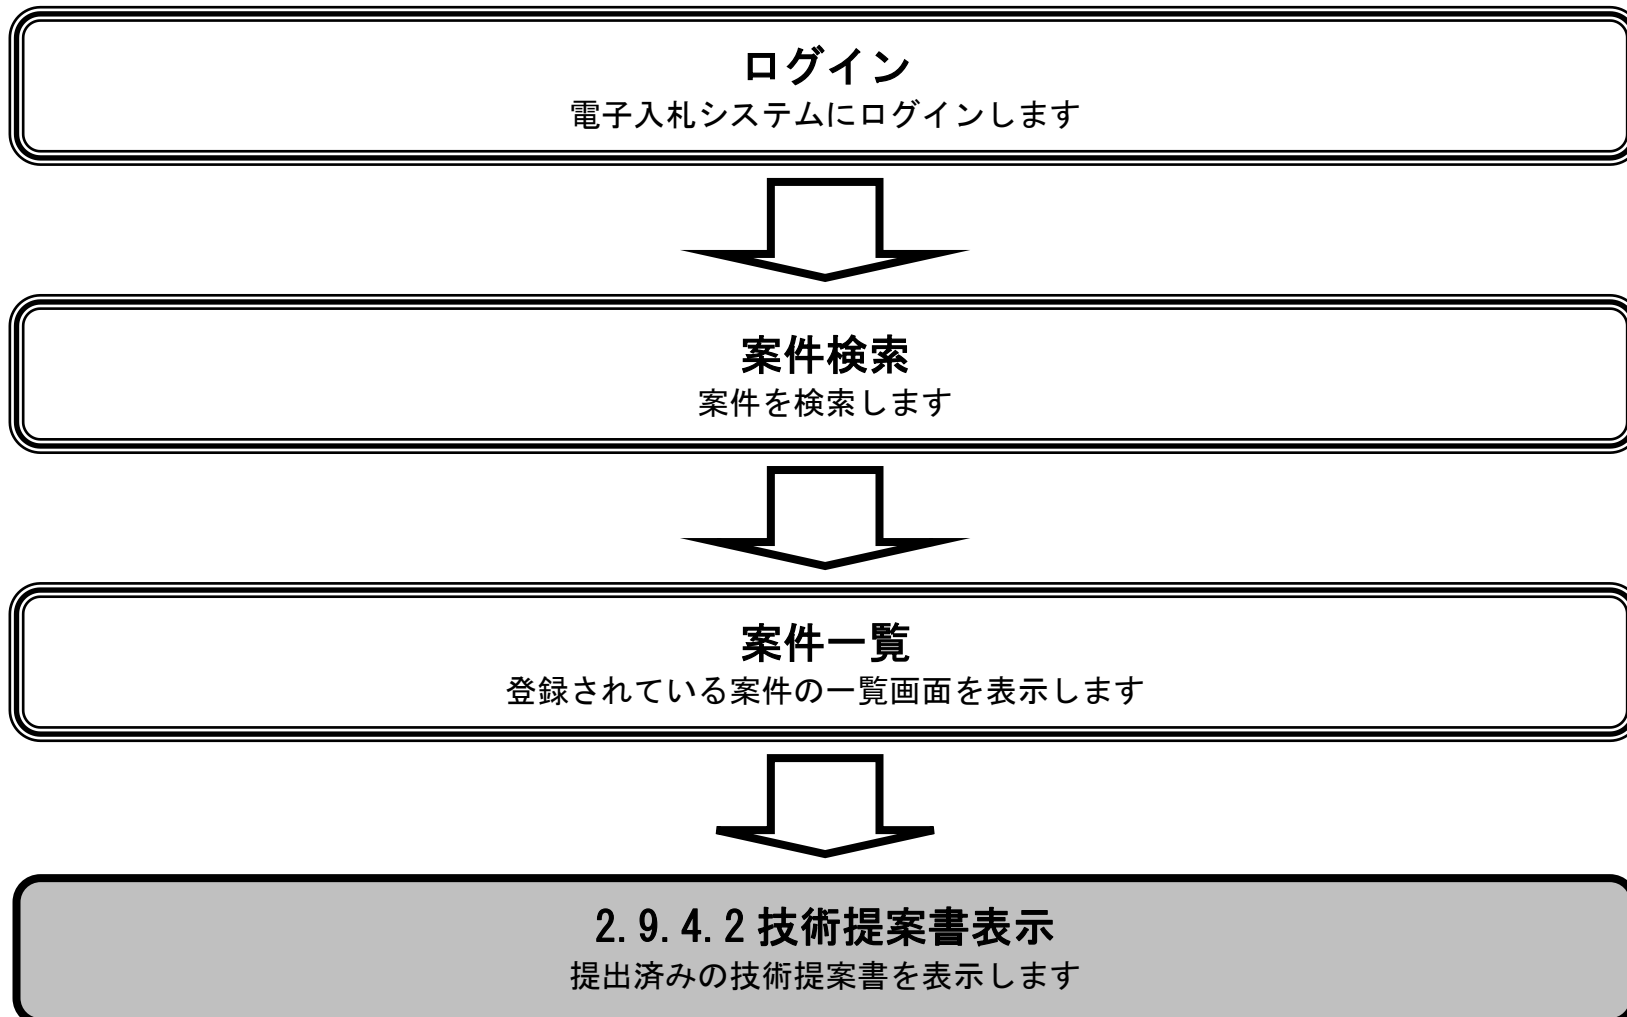 ログイン
電子入札システムにログインします
案件検索
案件を検索します
案件一覧
登録されている案件の一覧画面を表示します
2.9.4.2 技術提案書表示
提出済みの技術提案書を表示します